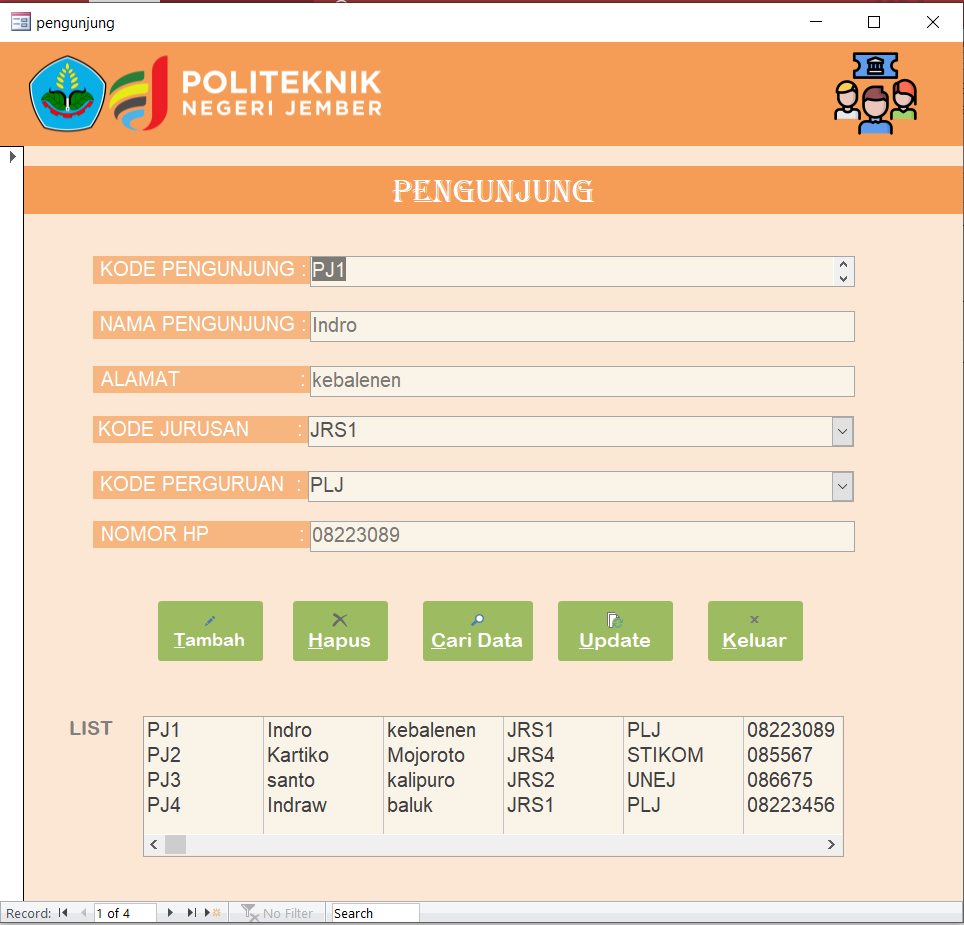 pengunjung
POLITEKNIK
NEGERI JEMBER
PENGUNJUNG
KODE PENGUNJUNG : PJ1
NAMA PENGUNJUNG : Indro
ALAMAT : kebalenen
KODE JURUSAN : JRS1
KODE PERGURUAN : PLJ
NOMOR HP : 08223089
Tambah Hapus Cari Data Update Keluar
LIST PJ1 Indro kebalenen JRS1 PLJ 08223089
PJ2 Kartiko Mojoroto JRS4 STIKOM 085567
PJ3 santo kalipuro JRS2 UNEJ 086675
PJ4 Indraw baluk JRS1 PLJ 08223456
Record: 1 of 4 No Filter Search